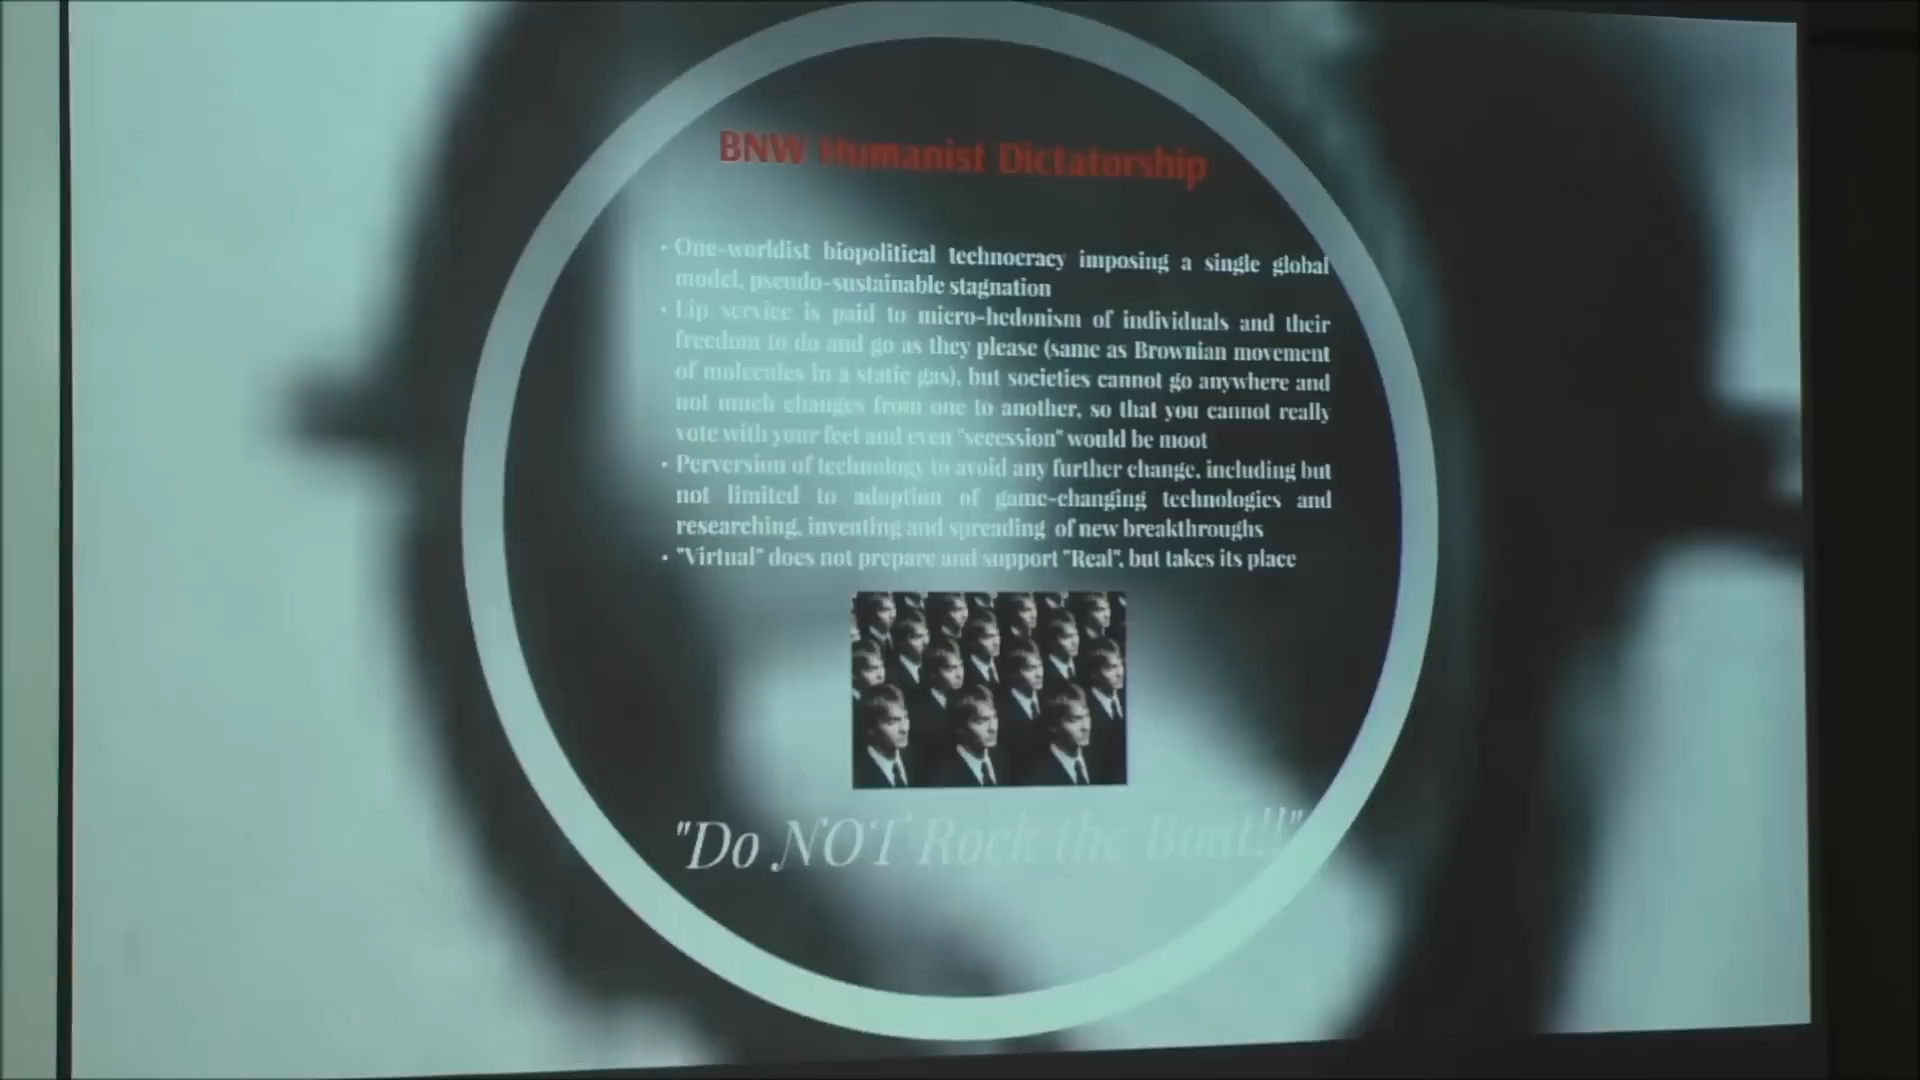 BNW Humanist Dictatorship
• One-worldist biopolitical technocracy imposing a single global
model, pseudo-sustainable stagnation
• Lip service is paid to micro-hedonism of individuals and their
freedom to do and go as they please (same as Brownian movement
of molecules in a static gas), but societies cannot go anywhere and
not much changes from one to another, so that you cannot really
vote with your feet and even "secession" would be moot
• Perversion of technology to avoid any further change, including but
not limited to adoption of game-changing technologies and
researching, inventing and spreading of new breakthroughs
• "Virtual" does not prepare and support "Real", but takes its place
"Do NOT Rock the Boat!!"